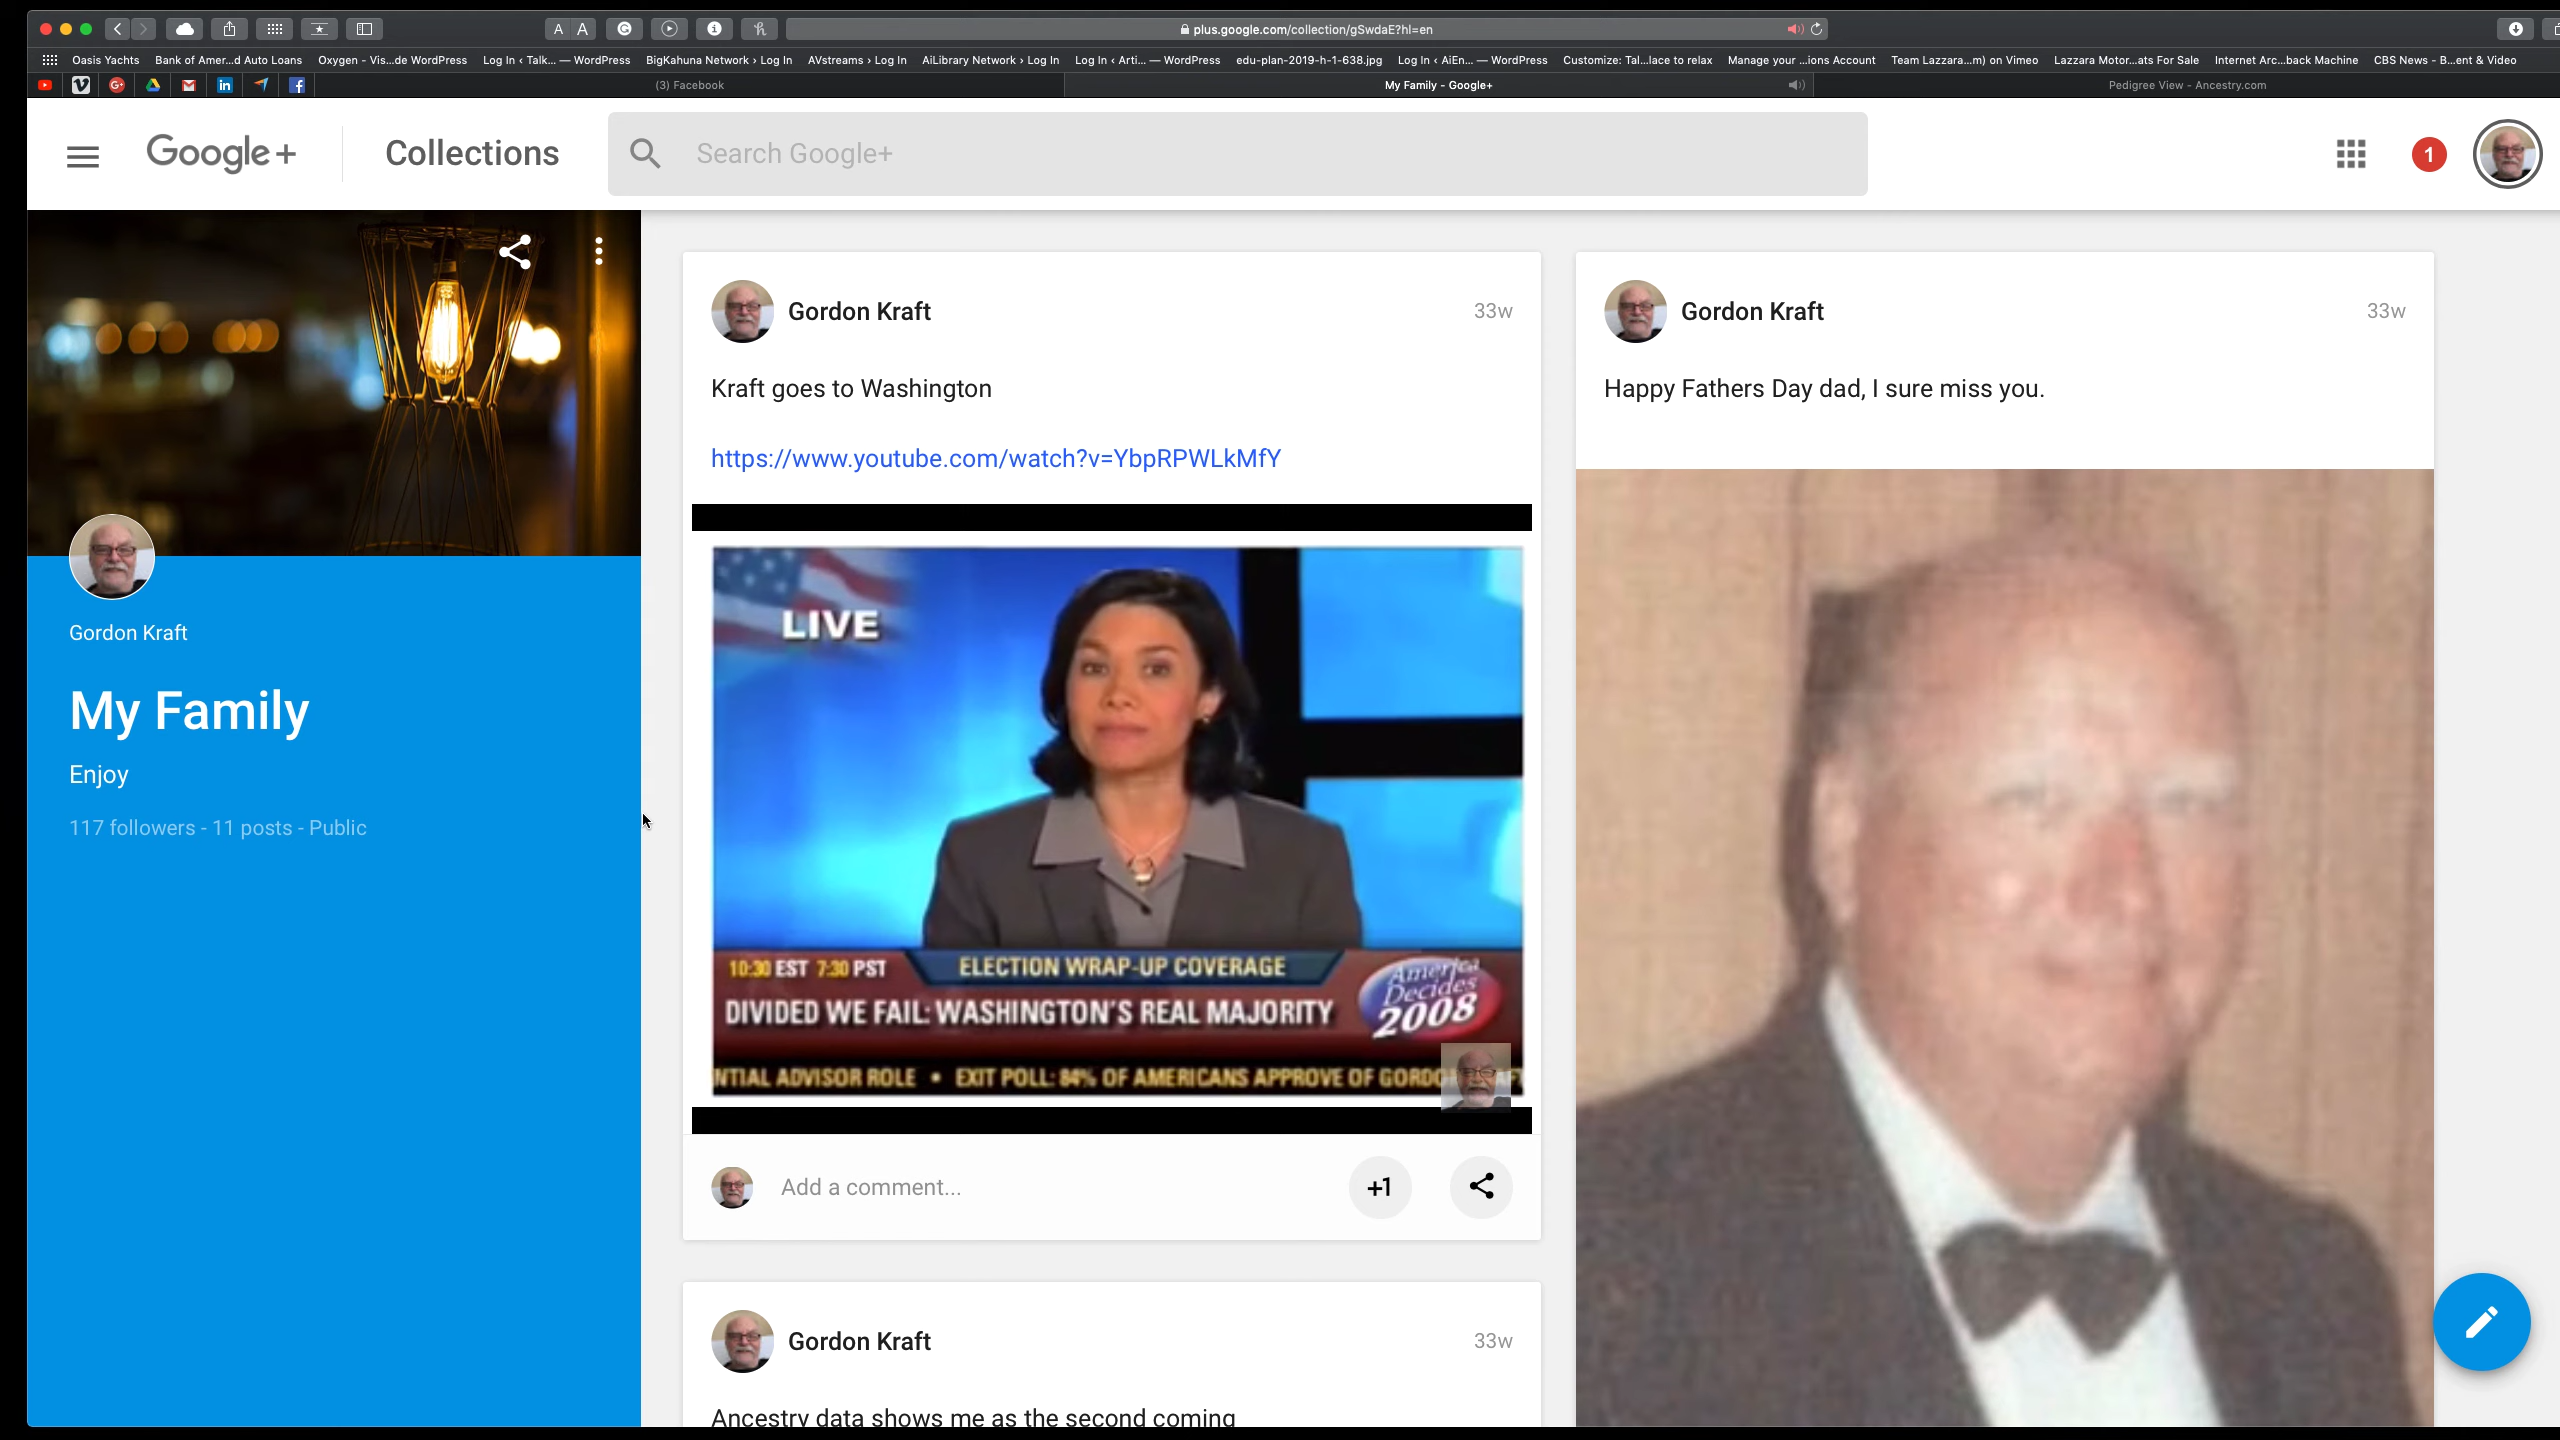 plus.google.com/collection/gSwdaE?hl=en
Oasis Yachts
Bank of Amer...d Auto Loans
Oxygen - Vis...de WordPress
Log In ‹ Talk... — WordPress
BigKahuna Network › Log In
AVstreams › Log In
AiLibrary Network › Log In
Log In ‹ Arti... — WordPress
edu-plan-2019-h-1-638.jpg
Log In ‹ AiEn... — WordPress
Customize: Tal...lace to relax
Manage your ...ions Account
Team Lazzara...m) on Vimeo
Lazzara Motor...ats For Sale
Internet Arc...back Machine
CBS News - B...ent & Video
(3) Facebook
My Family - Google+
Pedigree View - Ancestry.com
Google+
Collections
Search Google+
1
Gordon Kraft
My Family
Enjoy
117 followers - 11 posts - Public
Gordon Kraft
33w
Kraft goes to Washington
https://www.youtube.com/watch?v=YbpRPWLkMfY
LIVE
10:30 EST 7:30 PST
ELECTION WRAP-UP COVERAGE
DIVIDED WE FAIL: WASHINGTON'S REAL MAJORITY
America
Decides
2008
NTIAL ADVISOR ROLE • EXIT POLL: 84% OF AMERICANS APPROVE OF
Add a comment...
+1
Gordon Kraft
33w
Ancestry data shows me as the second coming
Gordon Kraft
33w
Happy Fathers Day dad, I sure miss you.